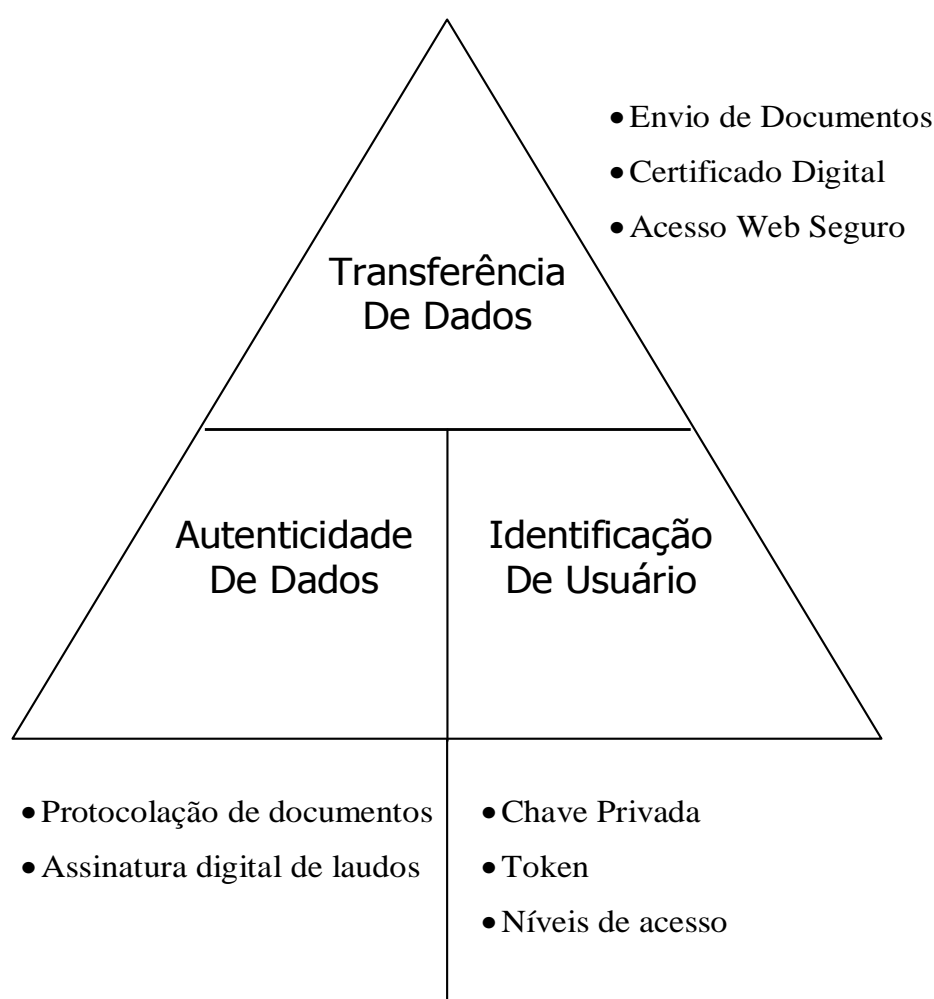 • Envio de Documentos
• Certificado Digital
• Acesso Web Seguro
Transferência
De Dados
Autenticidade
De Dados
Identificação
De Usuário
• Protocolação de documentos
• Assinatura digital de laudos
• Chave Privada
• Token
• Níveis de acesso